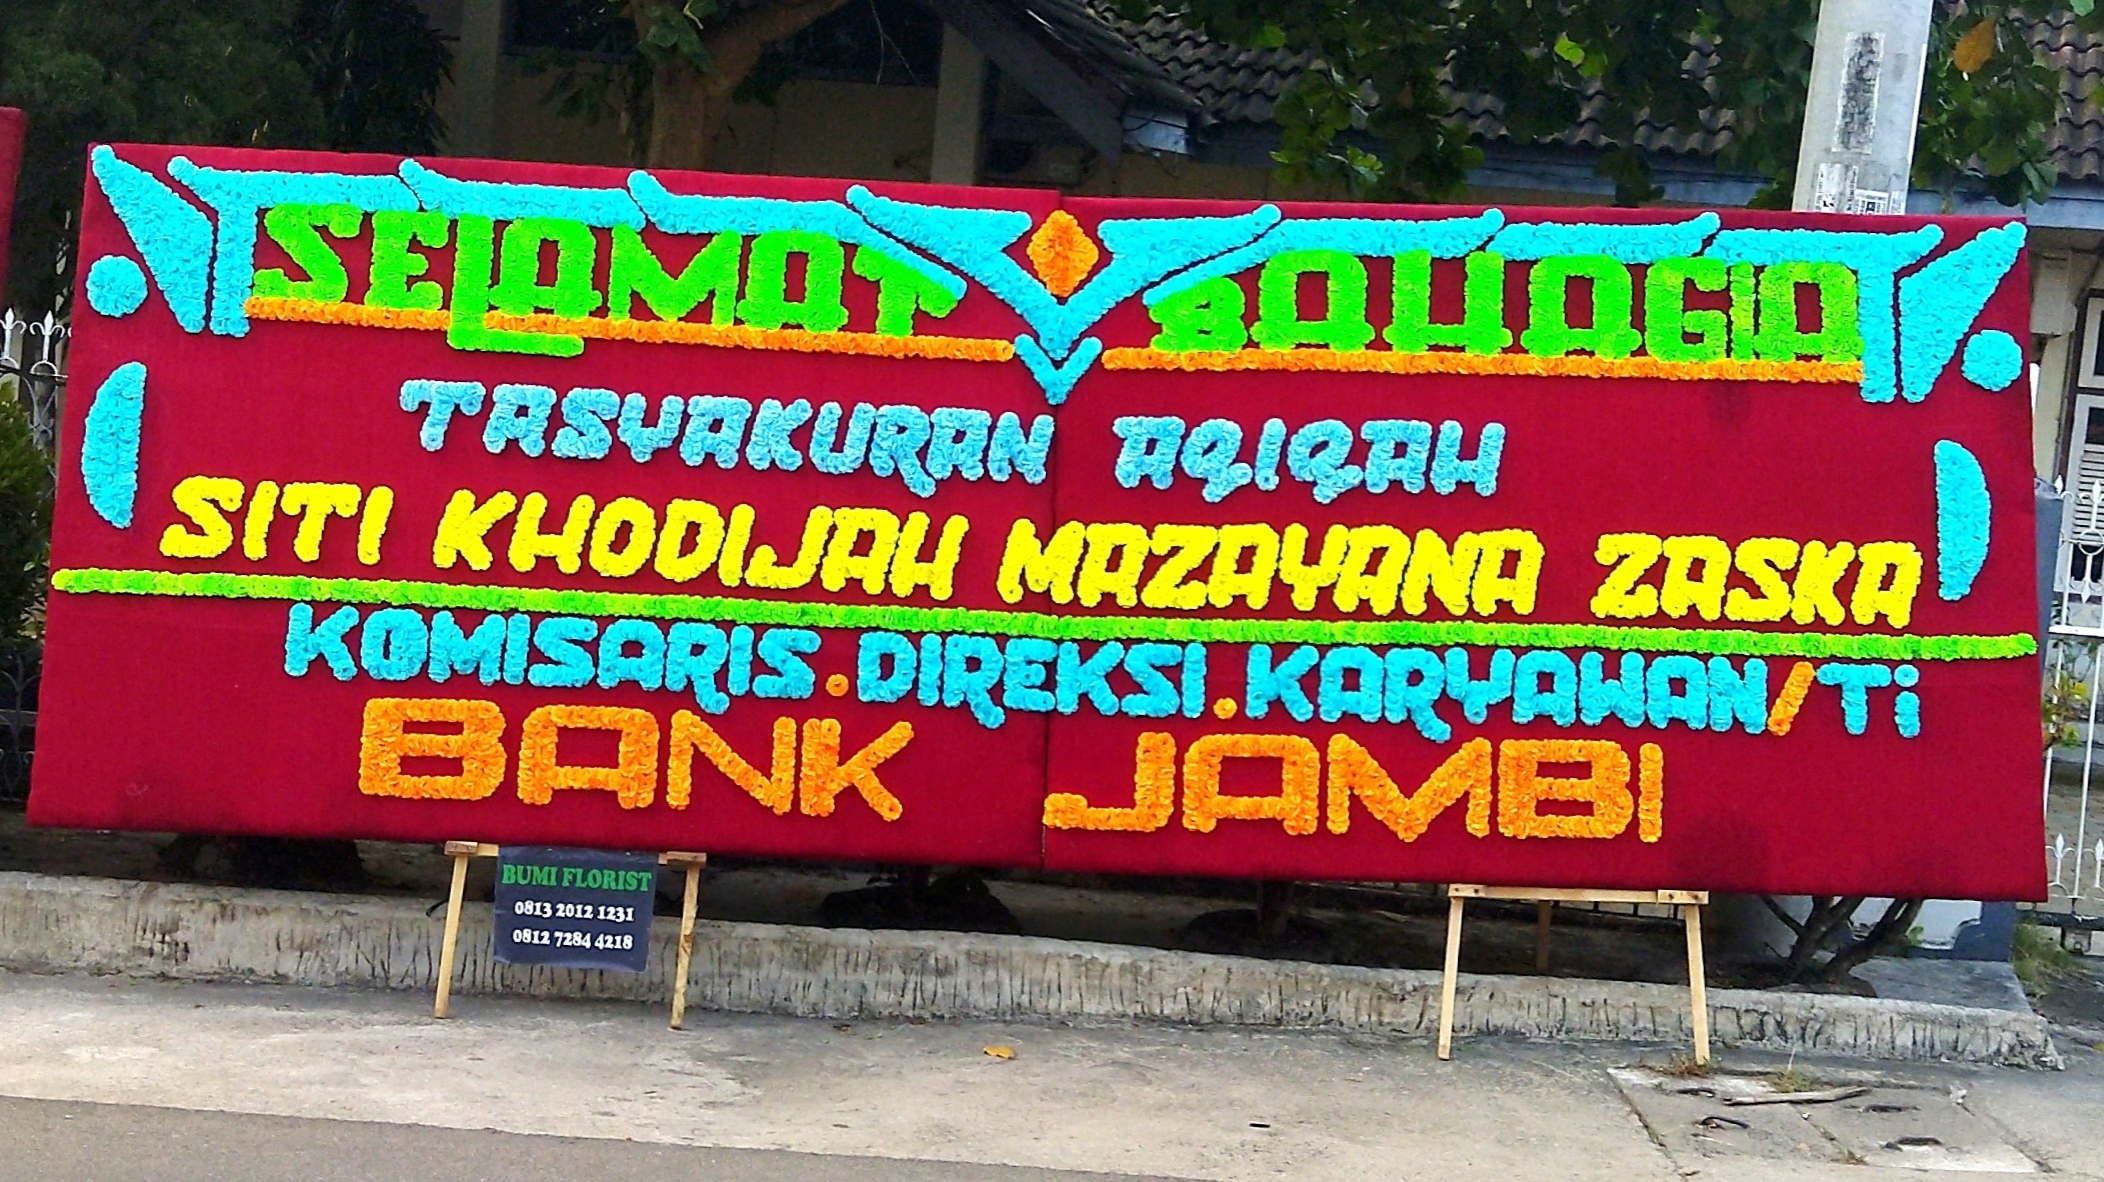 SELAMAT BAHAGIA
TASYAKURAN AQIQAH
SITI KHODIJAH MAZAYANA ZASKA
KOMISARIS.DIREKSI.KARYAWAN/Ti
BANK JAMBI
BUMI FLORIST
0813 2012 1231
0812 7284 4218